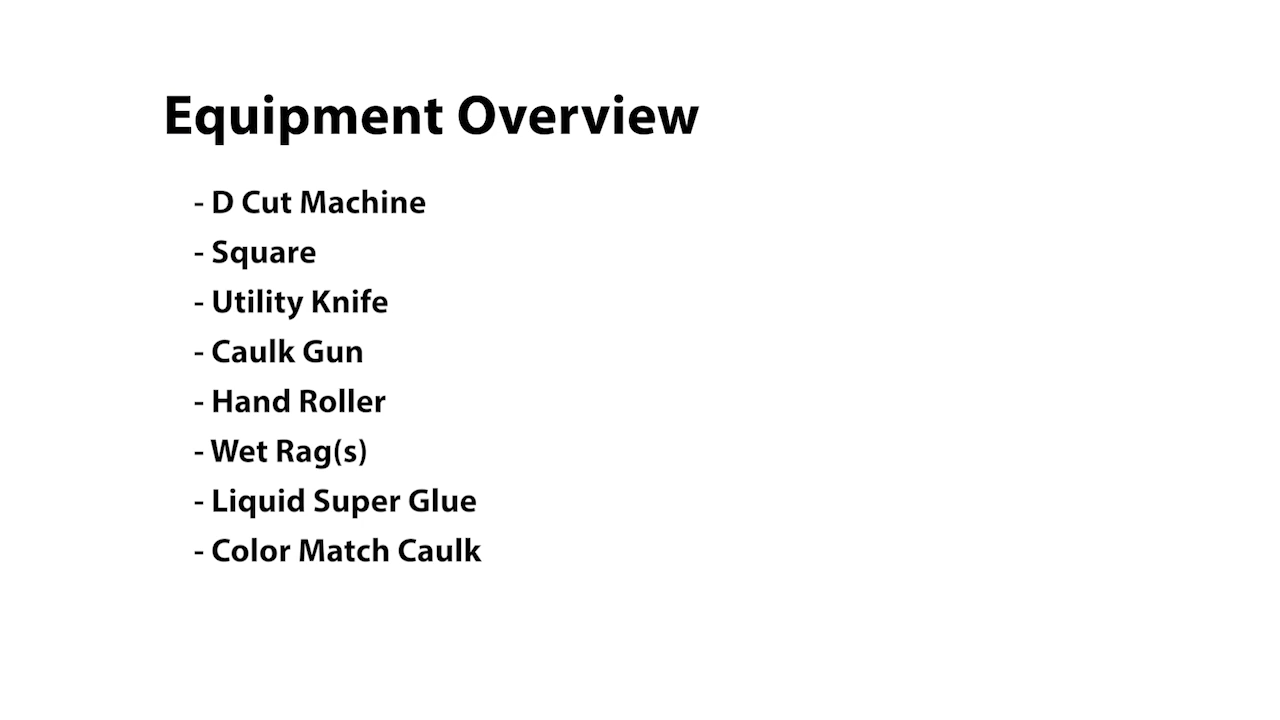 Equipment Overview
- D Cut Machine
- Square
- Utility Knife
- Caulk Gun
- Hand Roller
- Wet Rag(s)
- Liquid Super Glue
- Color Match Caulk